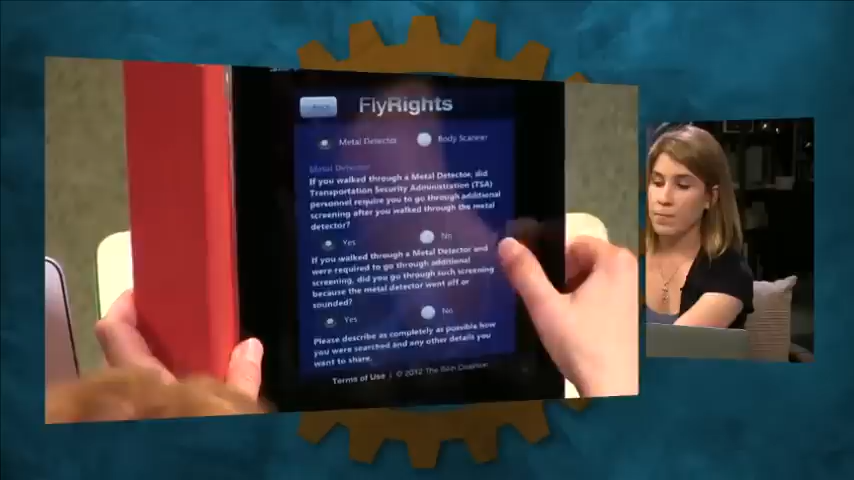 Back
FlyRights
Metal Detector
Body Scanner
Metal Detector
If you walked through a Metal Detector, did
Transportation Security Administration (TSA)
personnel require you to go through additional
screening after you walked through the metal
detector?
Yes
No
If you walked through a Metal Detector and
were required to go through additional
screening, did you go through such screening
because the metal detector went off or
sounded?
Yes
No
Please describe as completely as possible how
you were searched and any other details you
want to share.
Terms of Use | © 2012 The Sikh Coalition